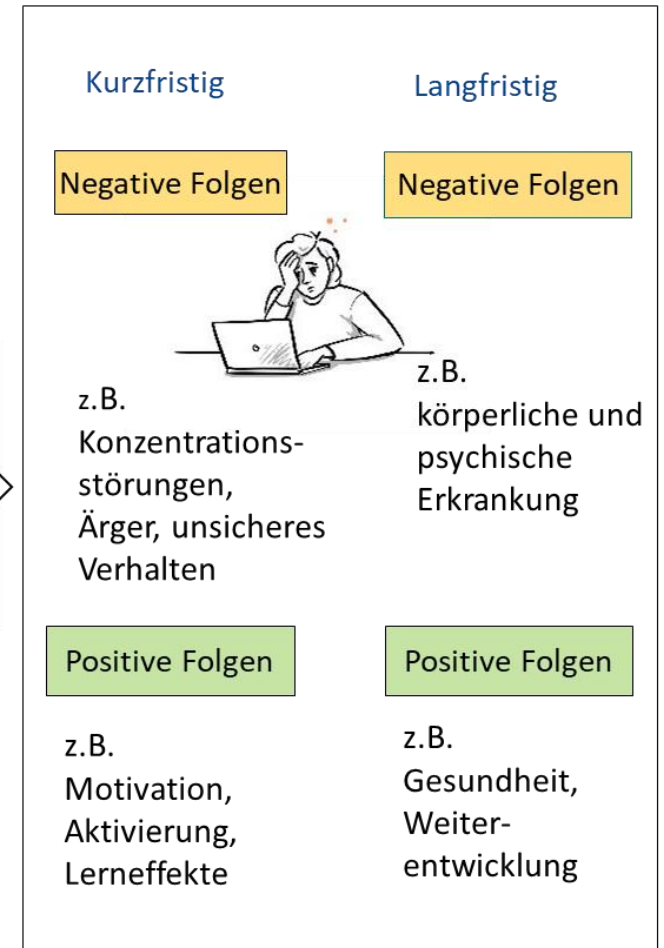 Kurzfristig
Langfristig
Negative Folgen
Negative Folgen
z.B.
Konzentrations-
störungen,
Ärger, unsicheres
Verhalten
z.B.
körperliche und
psychische
Erkrankung
Positive Folgen
Positive Folgen
z.B.
Motivation,
Aktivierung,
Lerneffekte
z.B.
Gesundheit,
Weiter-
entwicklung